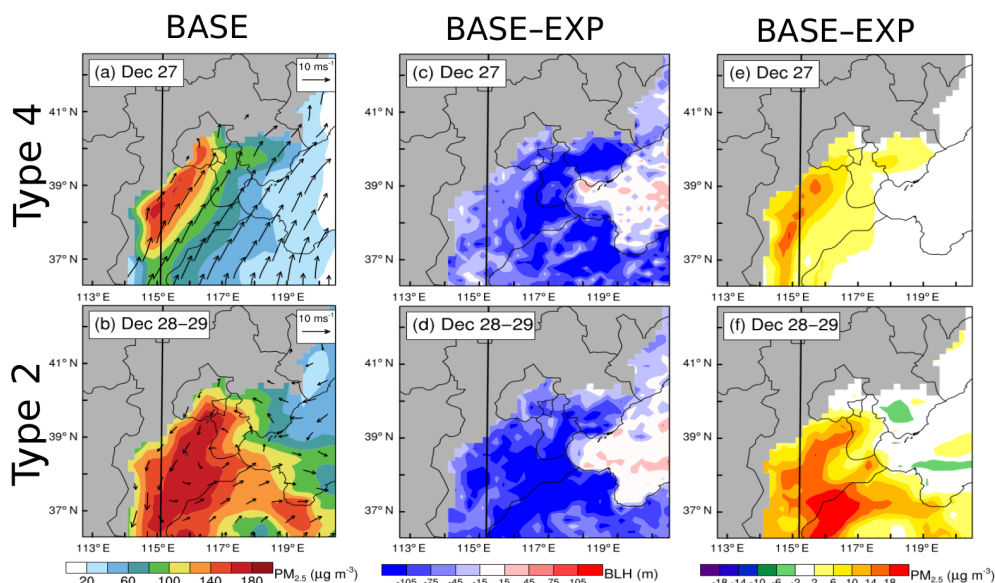 BASE
BASE–EXP
BASE–EXP
Type 4
(a) Dec 27
10 ms⁻¹
(c) Dec 27
(e) Dec 27
41° N
39° N
37° N
41° N
39° N
37° N
41° N
39° N
37° N
113° E 115° E 117° E 119° E
113° E 115° E 117° E 119° E
113° E 115° E 117° E 119° E
Type 2
(b) Dec 28–29
10 ms⁻¹
(d) Dec 28–29
(f) Dec 28–29
41° N
39° N
37° N
41° N
39° N
37° N
41° N
39° N
37° N
113° E 115° E 117° E 119° E
113° E 115° E 117° E 119° E
113° E 115° E 117° E 119° E
20 60 100 140 180 PM2.5 (μg m⁻³)
-105 -75 -45 -15 15 45 75 105 BLH (m)
-18 -14 -10 -6 -2 2 6 10 14 18 PM2.5 (μg m⁻³)